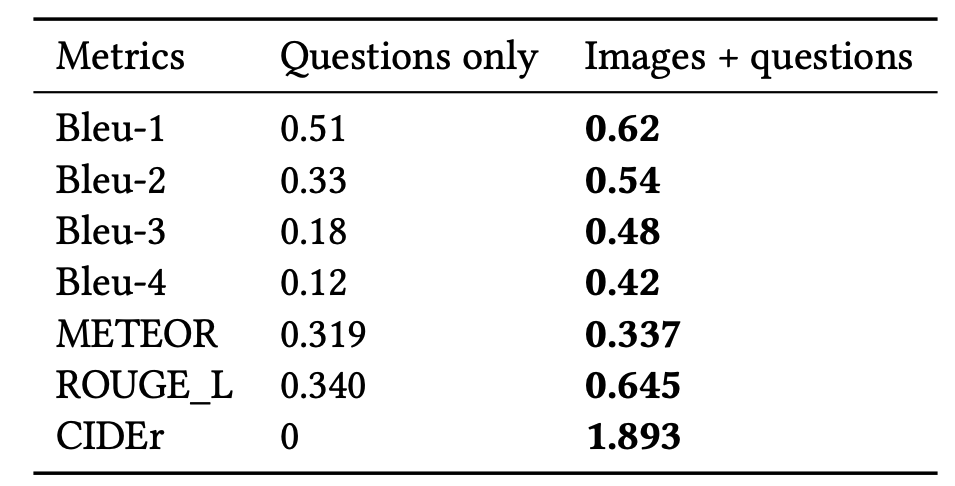 Metrics Questions only Images + questions
Bleu-1 0.51 0.62
Bleu-2 0.33 0.54
Bleu-3 0.18 0.48
Bleu-4 0.12 0.42
METEOR 0.319 0.337
ROUGE_L 0.340 0.645
CIDEr 0 1.893